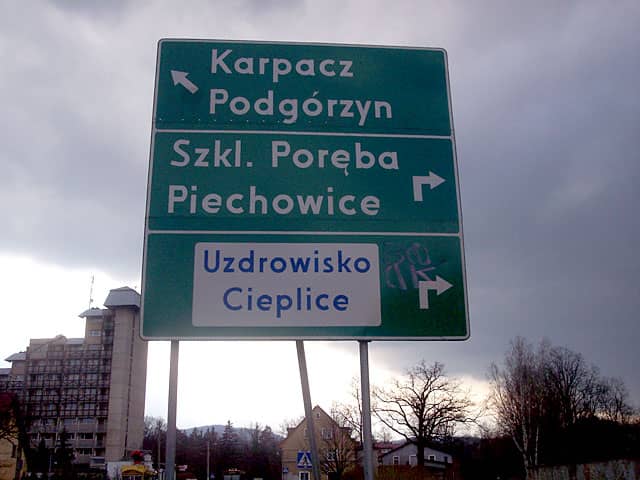 Karpacz
Podgórzyn
Szkl. Poręba
Piechowice
Uzdrowisko
Cieplice